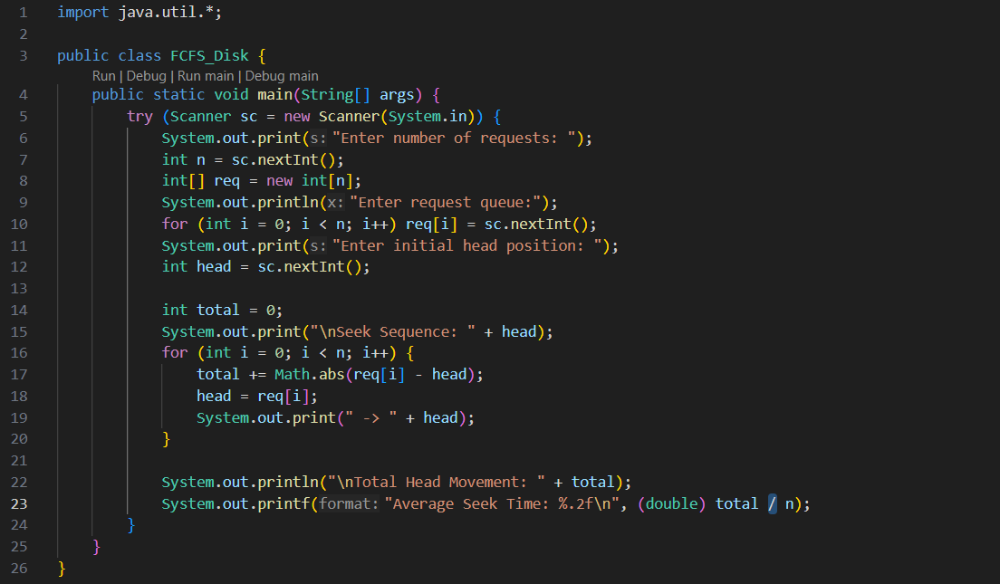 1 import java.util.*;
2
3 public class FCFS_Disk {
Run | Debug | Run main | Debug main
4 public static void main(String[] args) {
5 try (Scanner sc = new Scanner(System.in)) {
6 System.out.print(s: "Enter number of requests: ");
7 int n = sc.nextInt();
8 int[] req = new int[n];
9 System.out.println(x: "Enter request queue:");
10 for (int i = 0; i < n; i++) req[i] = sc.nextInt();
11 System.out.print(s: "Enter initial head position: ");
12 int head = sc.nextInt();
13
14 int total = 0;
15 System.out.print("\nSeek Sequence: " + head);
16 for (int i = 0; i < n; i++) {
17 total += Math.abs(req[i] - head);
18 head = req[i];
19 System.out.print(" -> " + head);
20 }
21
22 System.out.println("\nTotal Head Movement: " + total);
23 System.out.printf(format: "Average Seek Time: %.2f\n", (double) total / n);
24 }
25 }
26 }